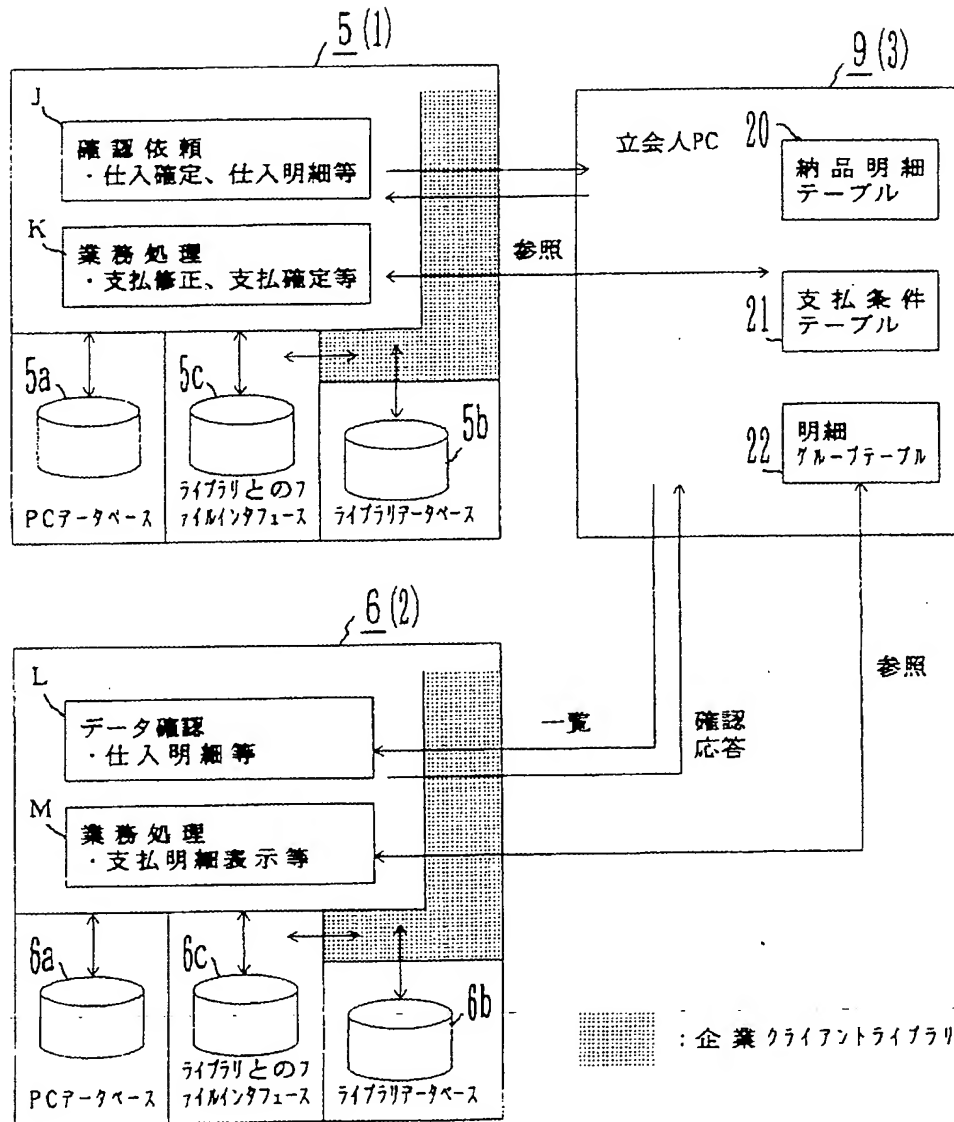 5(1)
J
確認依頼
・仕入確定、仕入明細等
K
業務処理
・支払修正、支払確定等
5a
5c
5b
PCデータベース
ライブラリとのフ
ァイルインタフェース
ライブラリデータベース
9(3)
立会人PC
20
納品明細
テーブル
参照
21
支払条件
テーブル
22
明細
グループテーブル
6(2)
L
データ確認
・仕入明細等
M
業務処理
・支払明細表示等
一覧
確認
応答
参照
6a
6c
6b
PCデータベース
ライブラリとのフ
ァイルインタフェース
ライブラリデータベース
:企業クライアントライブラリ